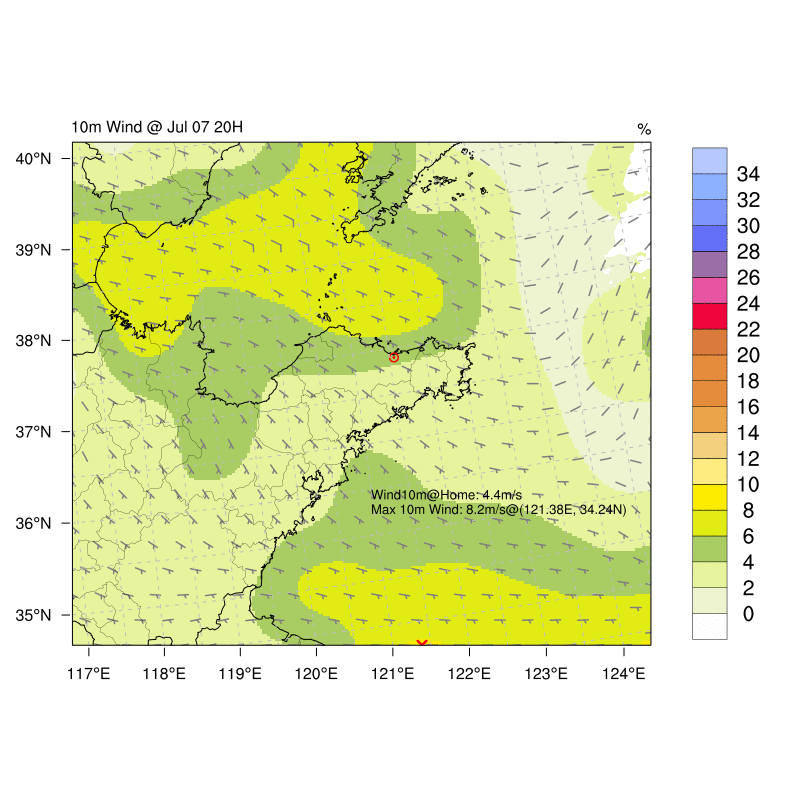 10m Wind @ Jul 07 20H
%
40°N
39°N
38°N
37°N
36°N
35°N
117°E 118°E 119°E 120°E 121°E 122°E 123°E 124°E
Wind10m@Home: 4.4m/s
Max 10m Wind: 8.2m/s@(121.38E, 34.24N)
34
32
30
28
26
24
22
20
18
16
14
12
10
8
6
4
2
0